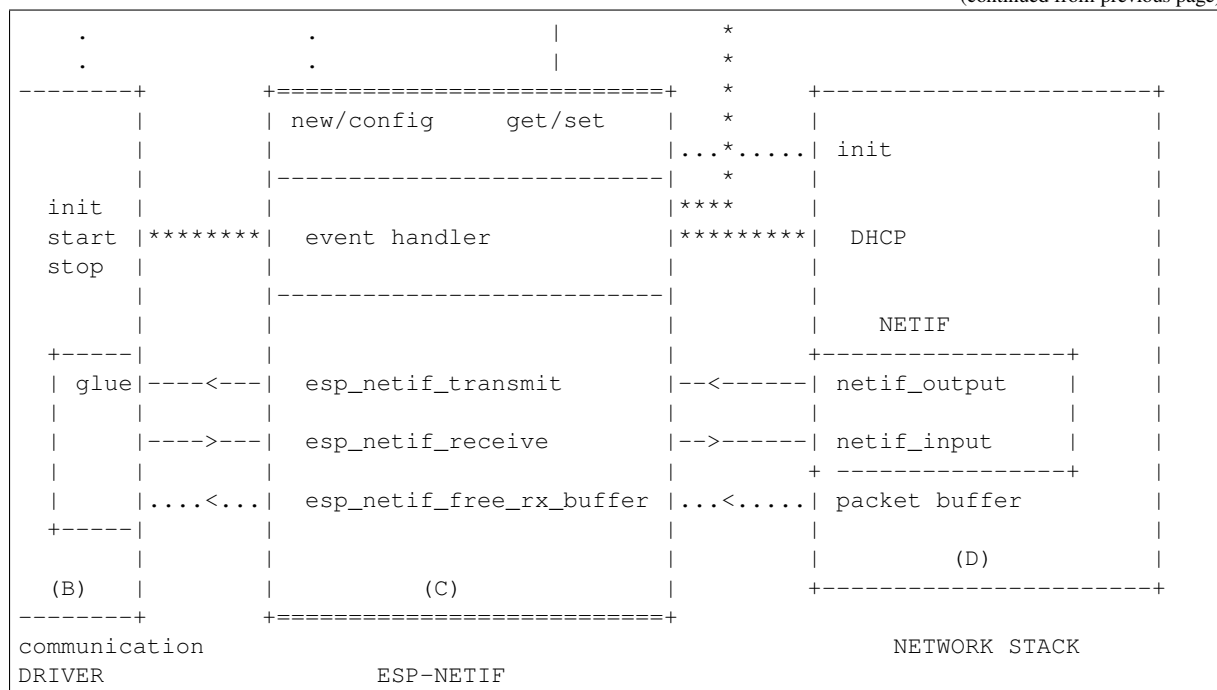 (continued from previous page)
. . | *
. . | *
--------+ +===========================+ * +-----------------------+
| | new/config get/set | * | |
| | |...*.....| init |
| |---------------------------| * | |
init | | |**** | |
start |********| event handler |*********| DHCP |
stop | | | | |
| |---------------------------| | |
| | | | NETIF |
+-----| | | +-----------------+ |
| glue|----<---| esp_netif_transmit |--<------| netif_output | |
| | | | | | |
| |---->---| esp_netif_receive |-->------| netif_input | |
| | | | + ----------------+ |
| |....<...| esp_netif_free_rx_buffer |...<.....| packet buffer |
+-----| | | | |
| | | | (D) |
(B) | | (C) | +-----------------------+
--------+ +===========================+
communication NETWORK STACK
DRIVER ESP-NETIF